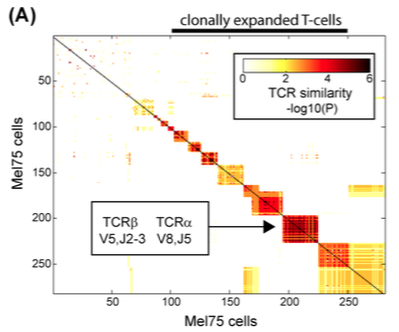 (A)
clonally expanded T-cells
0 2 4 6
TCR similarity
-log10(P)
50
100
150
200
250
Mel75 cells
TCRβ TCRα
V5,J2-3 V8,J5
50 100 150 200 250
Mel75 cells